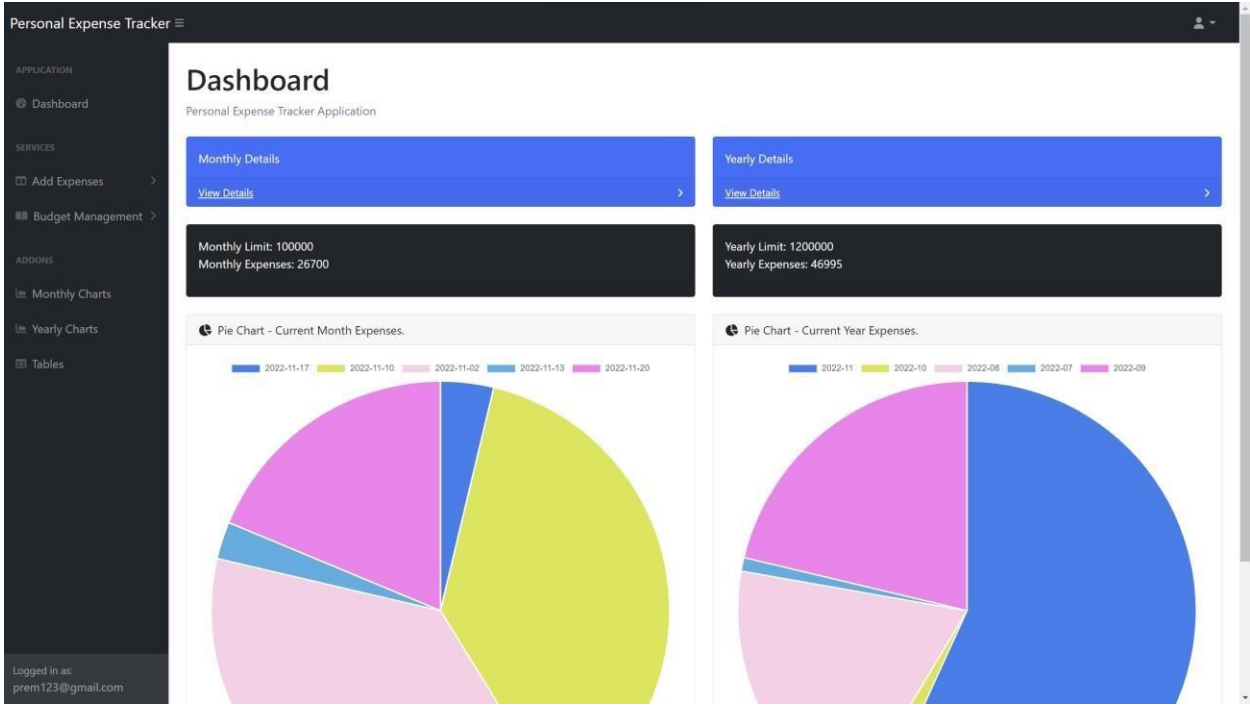 Personal Expense Tracker
APPLICATION
Dashboard
SERVICES
Add Expenses
Budget Management
ADDONS
Monthly Charts
Yearly Charts
Tables
Logged in as:
prem123@gmail.com
Dashboard
Personal Expense Tracker Application
Monthly Details
View Details
Yearly Details
View Details
Monthly Limit: 100000
Monthly Expenses: 26700
Yearly Limit: 1200000
Yearly Expenses: 46995
Pie Chart - Current Month Expenses.
2022-11-17 2022-11-10 2022-11-02 2022-11-13 2022-11-20
Pie Chart - Current Year Expenses.
2022-11 2022-10 2022-08 2022-07 2022-09